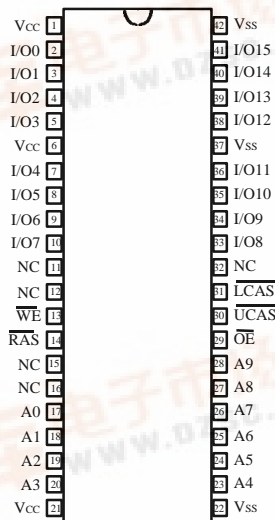 Vcc 1 42 Vss
I/O0 2 41 I/O15
I/O1 3 40 I/O14
I/O2 4 39 I/O13
I/O3 5 38 I/O12
Vcc 6 37 Vss
I/O4 7 36 I/O11
I/O5 8 35 I/O10
I/O6 9 34 I/O9
I/O7 10 33 I/O8
NC 11 32 NC
NC 12 31 LCAS
WE 13 30 UCAS
RAS 14 29 OE
NC 15 28 A9
NC 16 27 A8
A0 17 26 A7
A1 18 25 A6
A2 19 24 A5
A3 20 23 A4
Vcc 21 22 Vss